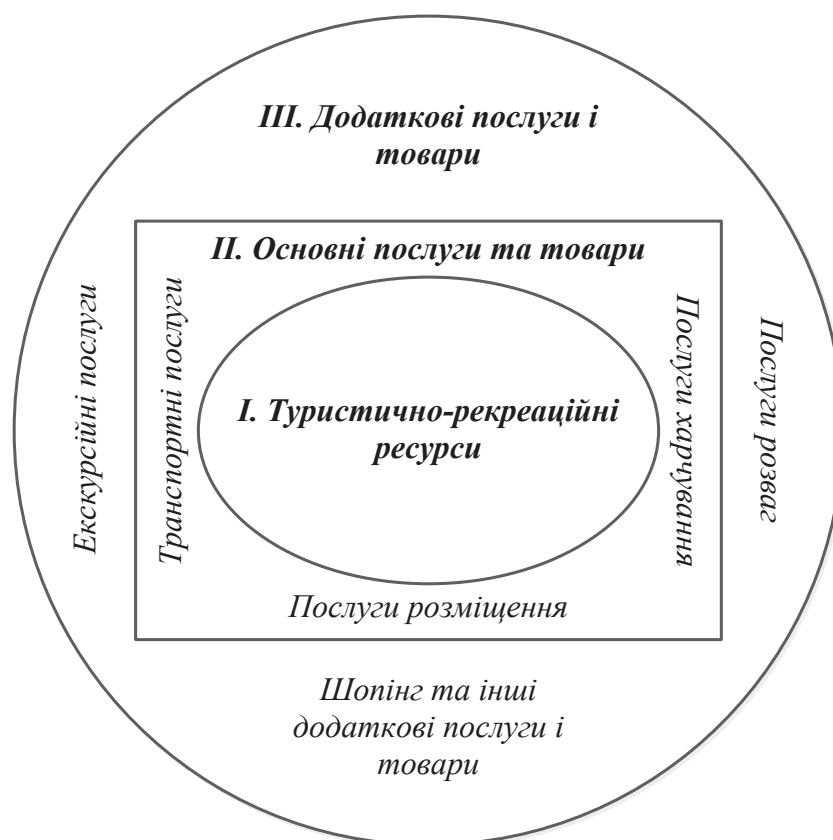 III. Додаткові послуги і
товари
II. Основні послуги та товари
Екскурсійні послуги
Транспортні послуги
I. Туристично-рекреаційні
ресурси
Послуги харчування
Послуги розваг
Послуги розміщення
Шопінг та інші
додаткові послуги і
товари